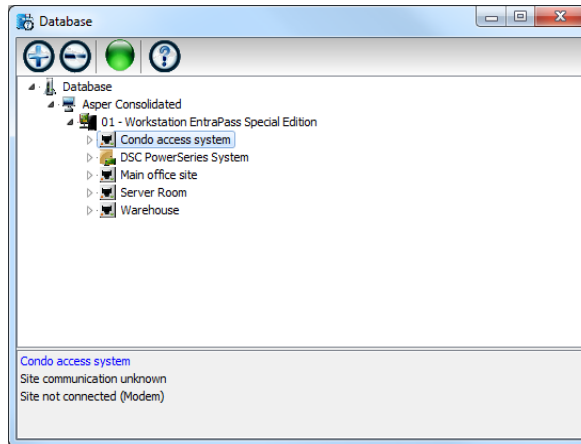 Database
Database
Asper Consolidated
01 - Workstation EntraPass Special Edition
Condo access system
DSC PowerSeries System
Main office site
Server Room
Warehouse
Condo access system
Site communication unknown
Site not connected (Modem)